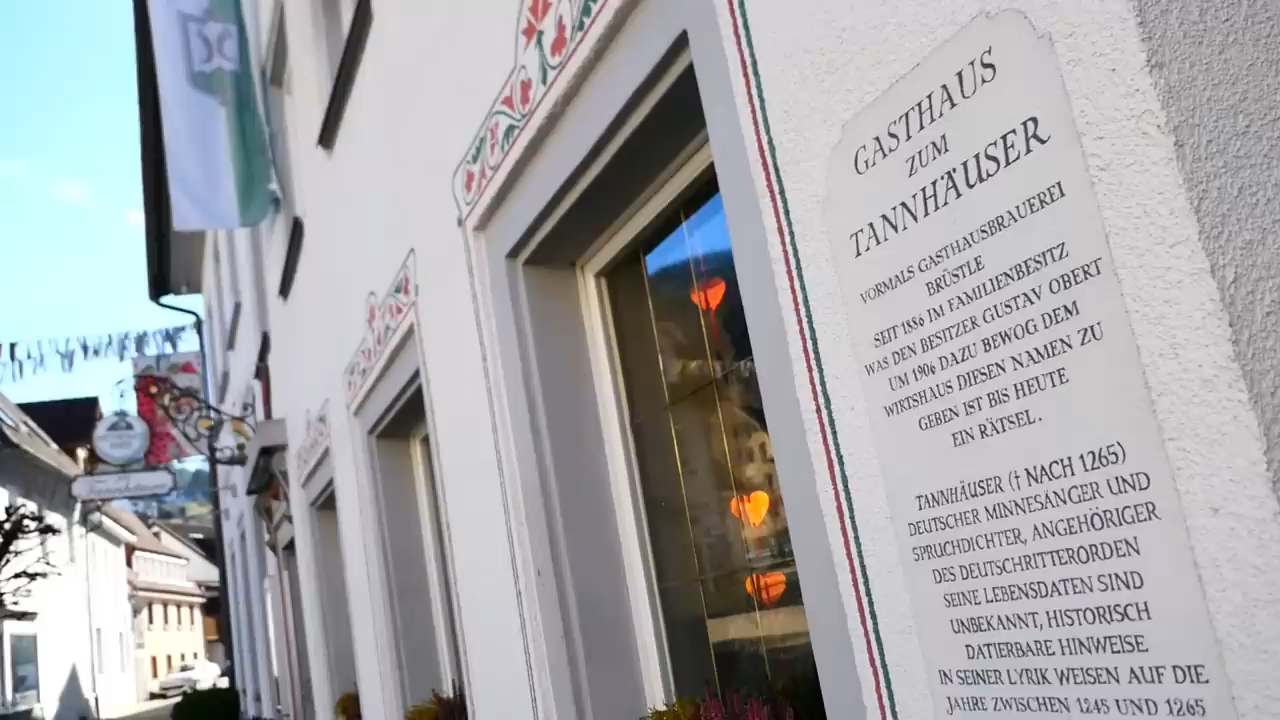 GASTHAUS
ZUM
TANNHÄUSER
VORMALS GASTHAUSBRAUEREI
BRÜSTLE
SEIT 1886 IM FAMILIENBESITZ
WAS DEN BESITZER GUSTAV OBERT
UM 1906 DAZU BEWOG DEM
WIRTSHAUS DIESEN NAMEN ZU
GEBEN IST BIS HEUTE
EIN RÄTSEL.
TANNHÄUSER († NACH 1265)
DEUTSCHER MINNESÄNGER UND
SPRUCHDICHTER, ANGEHÖRIGER
DES DEUTSCHRITTERORDEN
SEINE LEBENSDATEN SIND
UNBEKANNT, HISTORISCH
DATIERBARE HINWEISE
IN SEINER LYRIK WEISEN AUF DIE
JAHRE ZWISCHEN 1245 UND 1265